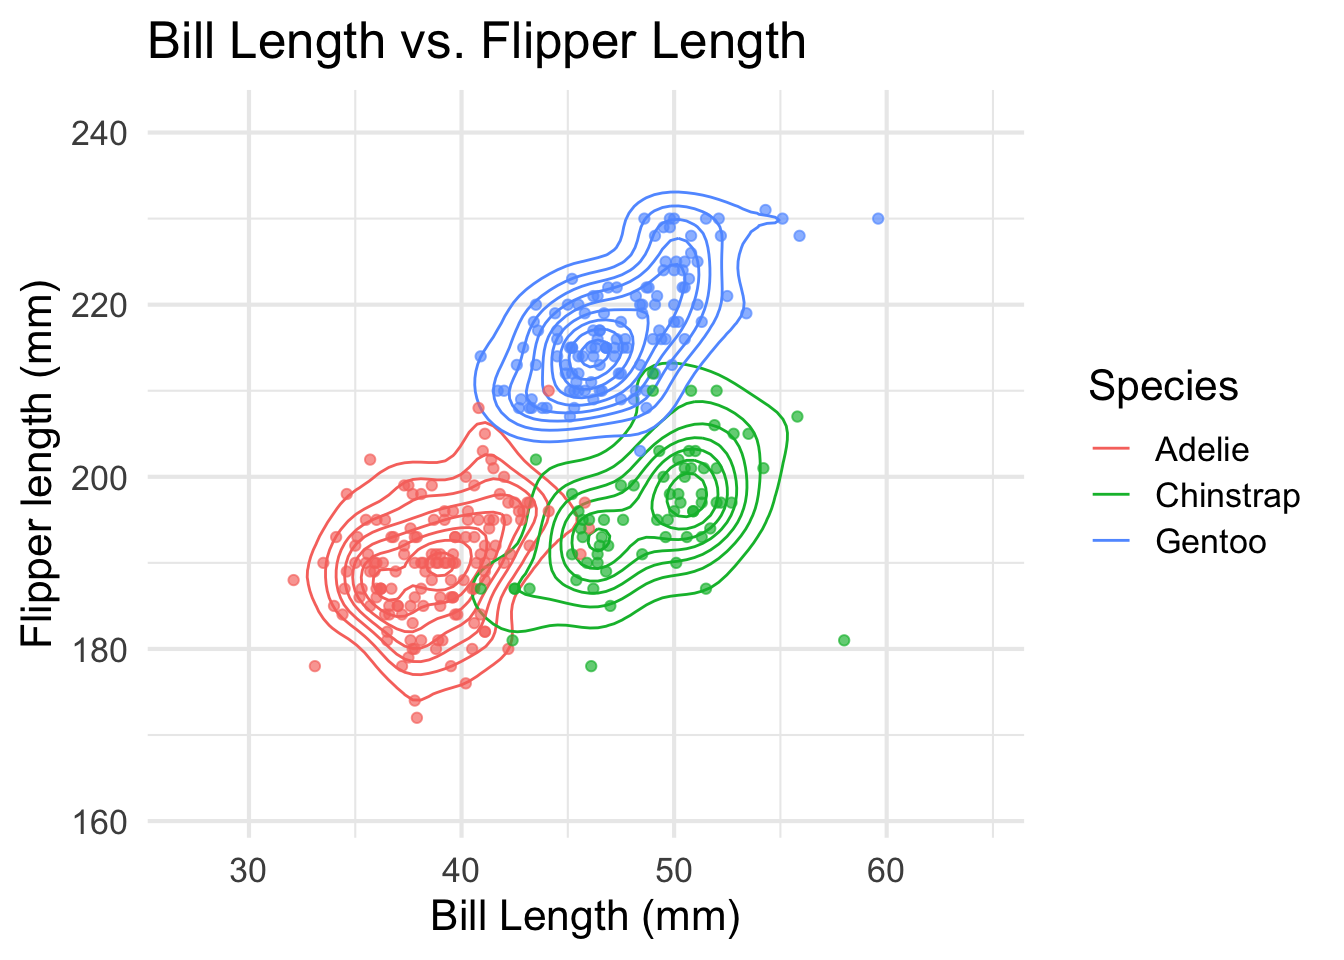 Bill Length vs. Flipper Length
240
220
200
180
160
Flipper length (mm)
30 40 50 60
Bill Length (mm)
Species
Adelie
Chinstrap
Gentoo